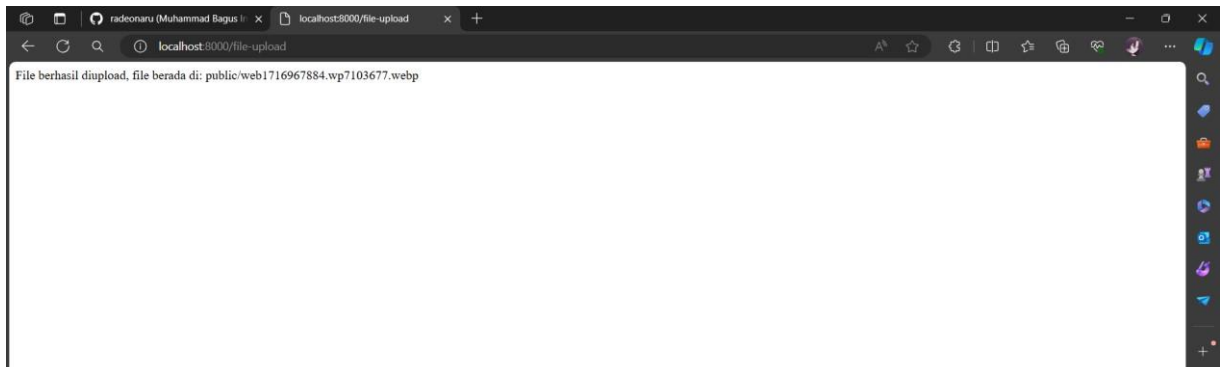 radeonaru (Muhammad Bagus In
localhost:8000/file-upload
localhost:8000/file-upload
File berhasil diupload, file berada di: public/web1716967884.wp7103677.webp